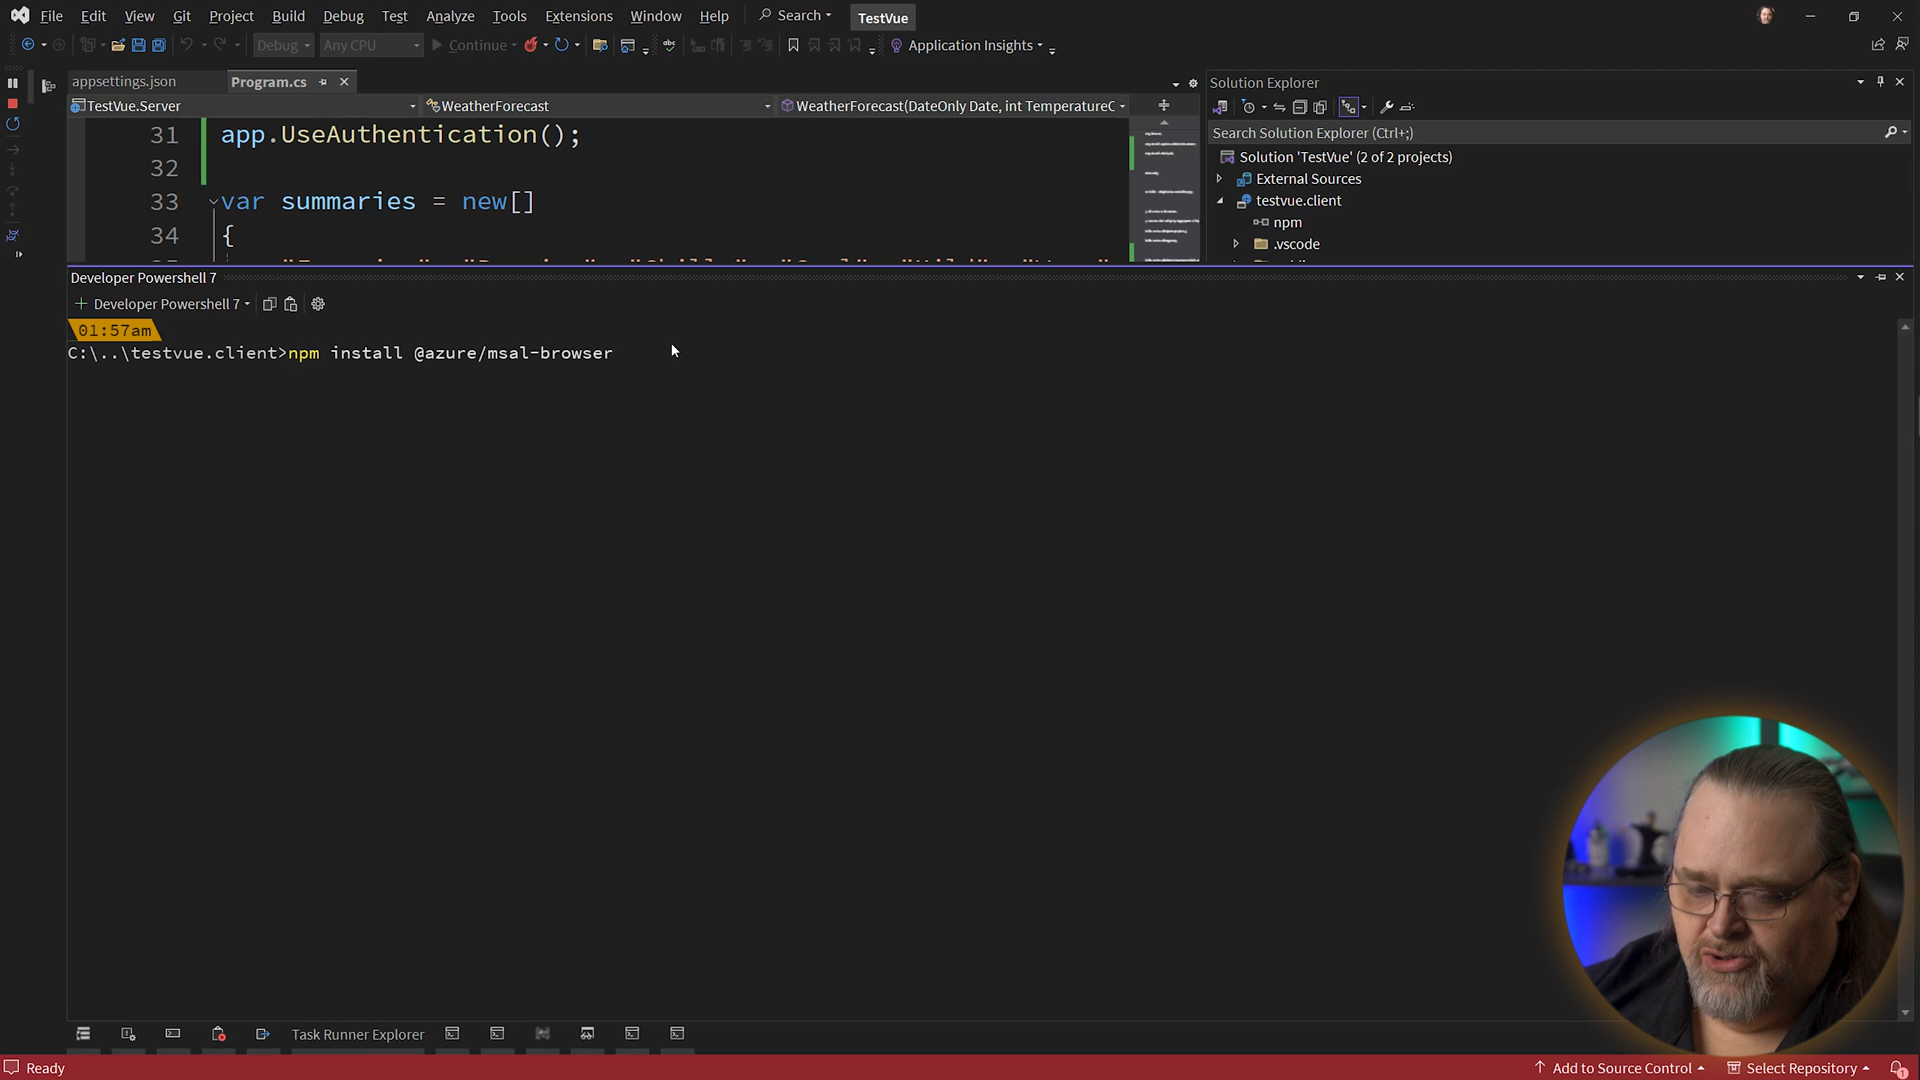 File Edit View Git Project Build Debug Test Analyze Tools Extensions Window Help Search TestVue
Debug Any CPU Continue Application Insights
appsettings.json Program.cs
TestVue.Server WeatherForecast WeatherForecast(DateOnly Date, int TemperatureC
31 app.UseAuthentication();
32
33 var summaries = new[]
34 {
Solution Explorer
Search Solution Explorer (Ctrl+;)
Solution 'TestVue' (2 of 2 projects)
External Sources
testvue.client
npm
.vscode
Developer Powershell 7
Developer Powershell 7
01:57am
C:\..\testvue.client>npm install @azure/msal-browser
Task Runner Explorer
Ready Add to Source Control Select Repository 1